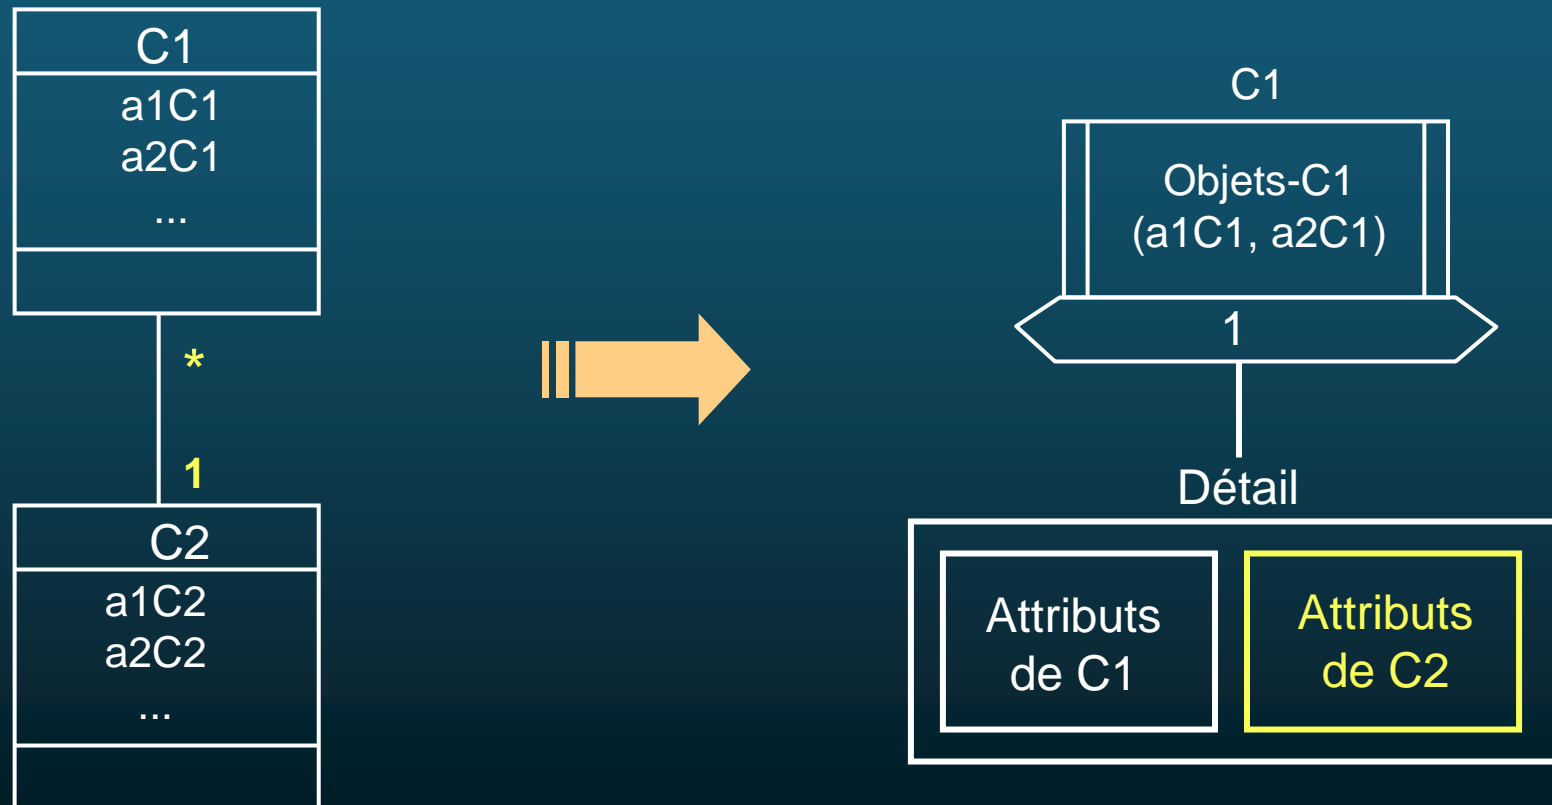 C1
a1C1
a2C1
...
*
1
C2
a1C2
a2C2
...
C1
Objets-C1
(a1C1, a2C1)
1
Détail
Attributs
de C1
Attributs
de C2